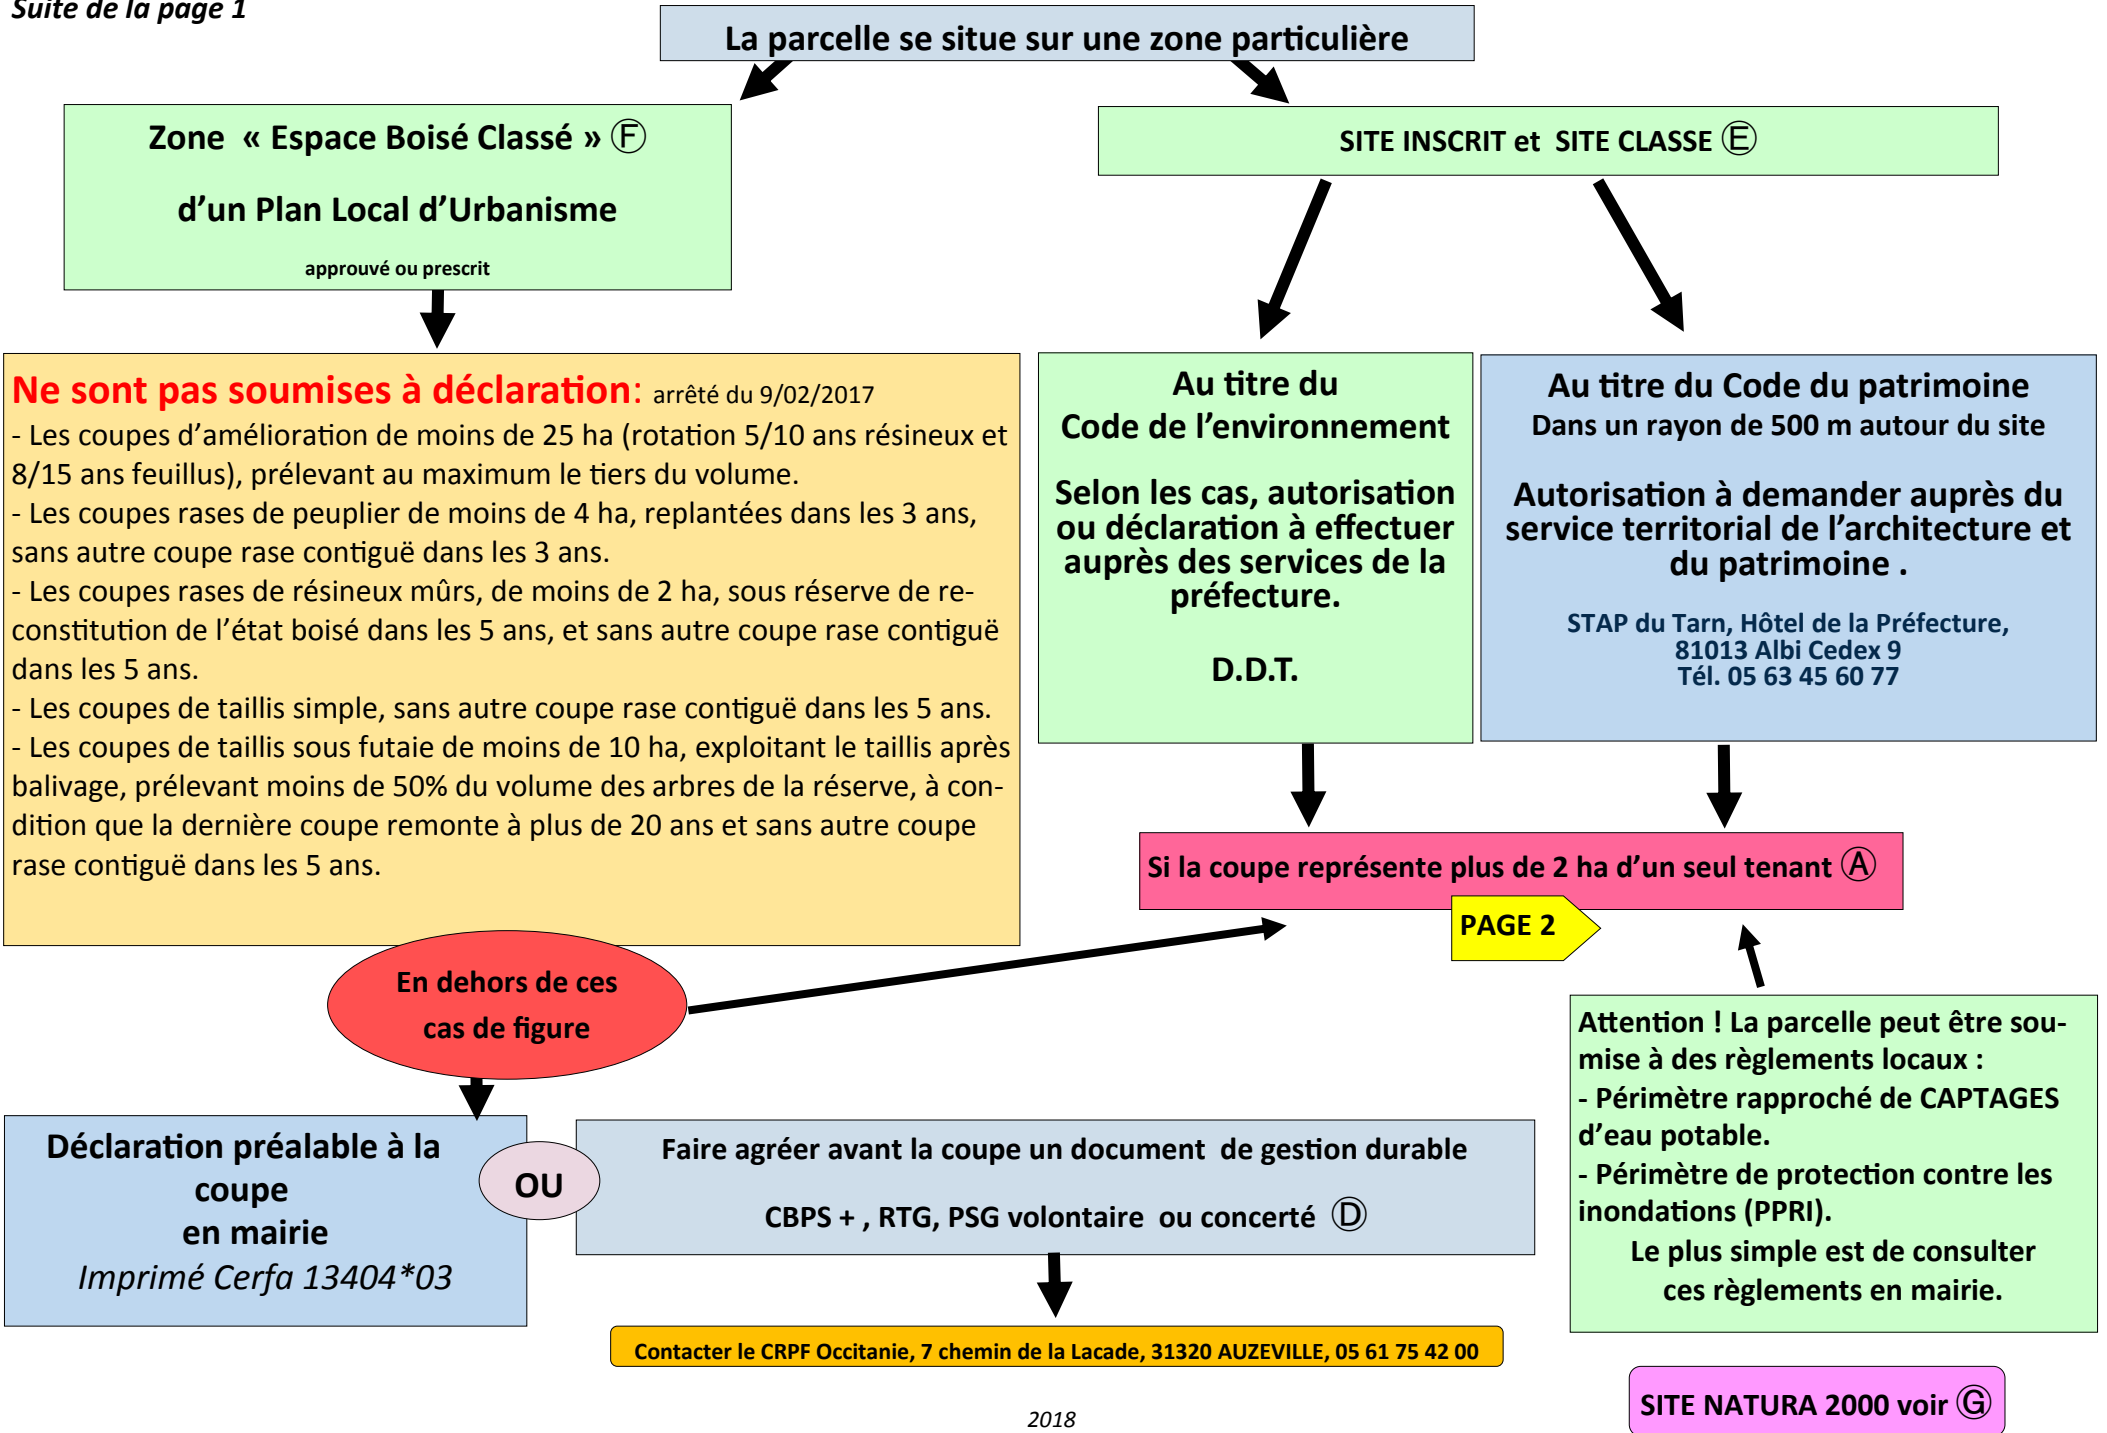 Suite de la page 1
La parcelle se situe sur une zone particulière
Zone « Espace Boisé Classé » Ⓕ
d’un Plan Local d’Urbanisme
approuvé ou prescrit
SITE INSCRIT et SITE CLASSE Ⓔ
Ne sont pas soumises à déclaration: arrêté du 9/02/2017
- Les coupes d’amélioration de moins de 25 ha (rotation 5/10 ans résineux et
8/15 ans feuillus), prélevant au maximum le tiers du volume.
- Les coupes rases de peuplier de moins de 4 ha, replantées dans les 3 ans,
sans autre coupe rase contiguë dans les 3 ans.
- Les coupes rases de résineux mûrs, de moins de 2 ha, sous réserve de re-
constitution de l’état boisé dans les 5 ans, et sans autre coupe rase contiguë
dans les 5 ans.
- Les coupes de taillis simple, sans autre coupe rase contiguë dans les 5 ans.
- Les coupes de taillis sous futaie de moins de 10 ha, exploitant le taillis après
balivage, prélevant moins de 50% du volume des arbres de la réserve, à con-
dition que la dernière coupe remonte à plus de 20 ans et sans autre coupe
rase contiguë dans les 5 ans.
Au titre du
Code de l’environnement
Selon les cas, autorisation
ou déclaration à effectuer
auprès des services de la
préfecture.
D.D.T.
Au titre du Code du patrimoine
Dans un rayon de 500 m autour du site
Autorisation à demander auprès du
service territorial de l’architecture et
du patrimoine .
STAP du Tarn, Hôtel de la Préfecture,
81013 Albi Cedex 9
Tél. 05 63 45 60 77
Si la coupe représente plus de 2 ha d’un seul tenant Ⓐ
PAGE 2
En dehors de ces
cas de figure
Attention ! La parcelle peut être sou-
mise à des règlements locaux :
- Périmètre rapproché de CAPTAGES
d’eau potable.
- Périmètre de protection contre les
inondations (PPRI).
Le plus simple est de consulter
ces règlements en mairie.
Déclaration préalable à la
coupe
en mairie
Imprimé Cerfa 13404*03
OU
Faire agréer avant la coupe un document de gestion durable
CBPS + , RTG, PSG volontaire ou concerté Ⓓ
Contacter le CRPF Occitanie, 7 chemin de la Lacade, 31320 AUZEVILLE, 05 61 75 42 00
SITE NATURA 2000 voir Ⓖ
2018